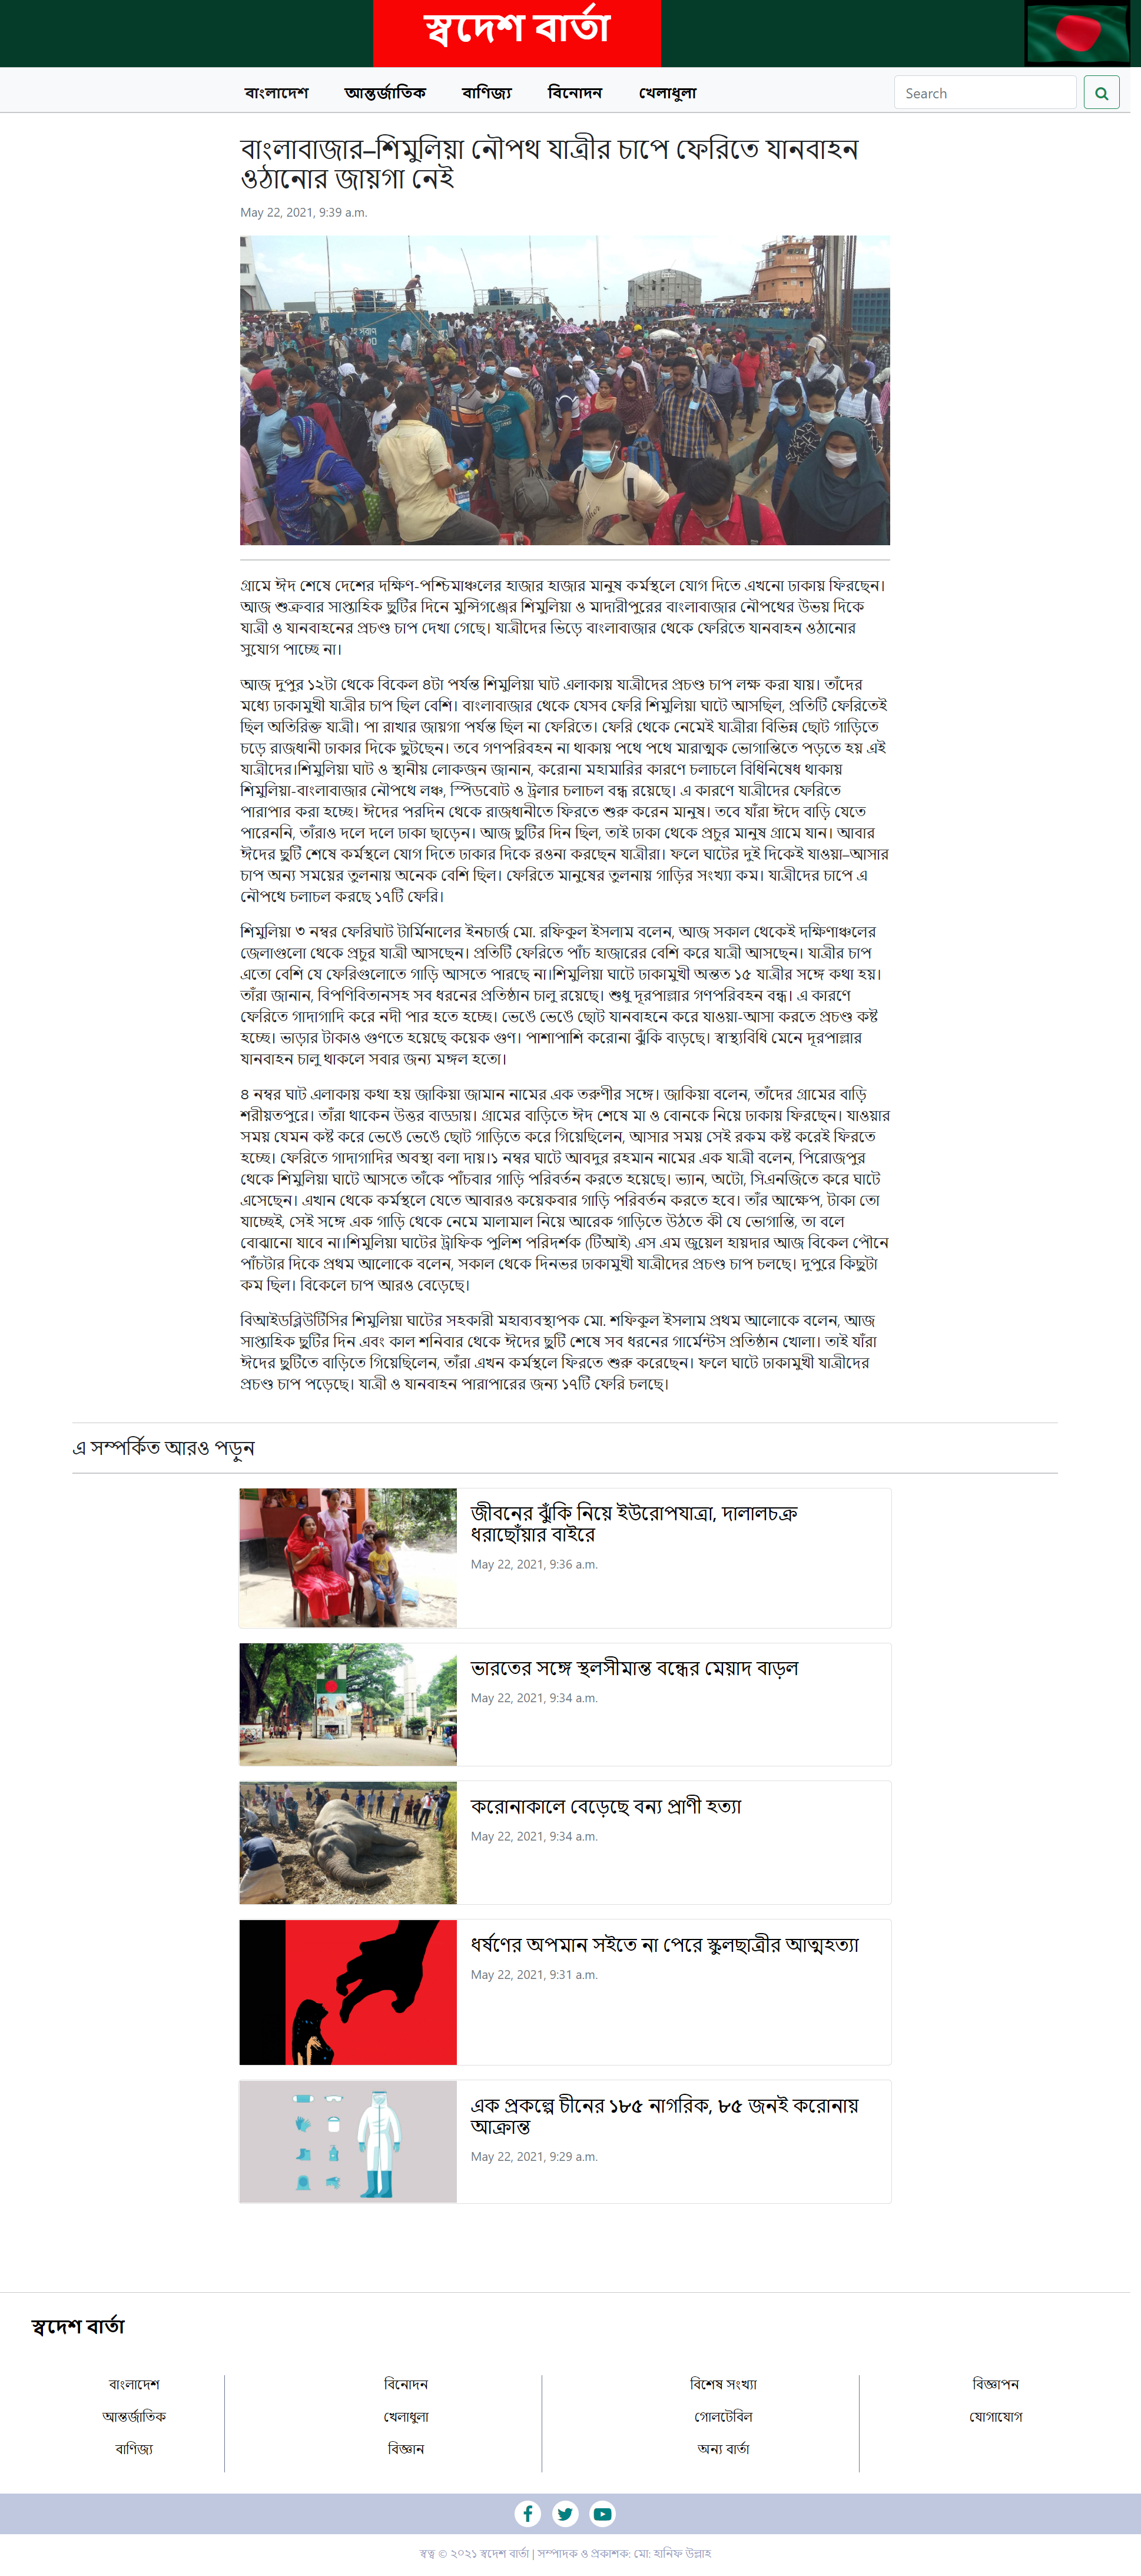 স্বদেশ বার্তা
বাংলাদেশ আন্তর্জাতিক বাণিজ্য বিনোদন খেলাধুলা Search
বাংলাবাজার–শিমুলিয়া নৌপথ যাত্রীর চাপে ফেরিতে যানবাহন
ওঠানোর জায়গা নেই
May 22, 2021, 9:39 a.m.
গ্রামে ঈদ শেষে দেশের দক্ষিণ-পশ্চিমাঞ্চলের হাজার হাজার মানুষ কর্মস্থলে যোগ দিতে এখনো ঢাকায় ফিরছেন।
আজ শুক্রবার সাপ্তাহিক ছুটির দিনে মুন্সিগঞ্জের শিমুলিয়া ও মাদারীপুরের বাংলাবাজার নৌপথের উভয় দিকে
যাত্রী ও যানবাহনের প্রচণ্ড চাপ দেখা গেছে। যাত্রীদের ভিড়ে বাংলাবাজার থেকে ফেরিতে যানবাহন ওঠানোর
সুযোগ পাচ্ছে না।
আজ দুপুর ১২টা থেকে বিকেল ৪টা পর্যন্ত শিমুলিয়া ঘাট এলাকায় যাত্রীদের প্রচণ্ড চাপ লক্ষ করা যায়। তাঁদের
মধ্যে ঢাকামুখী যাত্রীর চাপ ছিল বেশি। বাংলাবাজার থেকে যেসব ফেরি শিমুলিয়া ঘাটে আসছিল, প্রতিটি ফেরিতেই
ছিল অতিরিক্ত যাত্রী। পা রাখার জায়গা পর্যন্ত ছিল না ফেরিতে। ফেরি থেকে নেমেই যাত্রীরা বিভিন্ন ছোট গাড়িতে
চড়ে রাজধানী ঢাকার দিকে ছুটছেন। তবে গণপরিবহন না থাকায় পথে পথে মারাত্মক ভোগান্তিতে পড়তে হয় এই
যাত্রীদের।শিমুলিয়া ঘাট ও স্থানীয় লোকজন জানান, করোনা মহামারির কারণে চলাচলে বিধিনিষেধ থাকায়
শিমুলিয়া-বাংলাবাজার নৌপথে লঞ্চ, স্পিডবোট ও ট্রলার চলাচল বন্ধ রয়েছে। এ কারণে যাত্রীদের ফেরিতে
পারাপার করা হচ্ছে। ঈদের পরদিন থেকে রাজধানীতে ফিরতে শুরু করেন মানুষ। তবে যাঁরা ঈদে বাড়ি যেতে
পারেননি, তাঁরাও দলে দলে ঢাকা ছাড়েন। আজ ছুটির দিন ছিল, তাই ঢাকা থেকে প্রচুর মানুষ গ্রামে যান। আবার
ঈদের ছুটি শেষে কর্মস্থলে যোগ দিতে ঢাকার দিকে রওনা করছেন যাত্রীরা। ফলে ঘাটের দুই দিকেই যাওয়া–আসার
চাপ অন্য সময়ের তুলনায় অনেক বেশি ছিল। ফেরিতে মানুষের তুলনায় গাড়ির সংখ্যা কম। যাত্রীদের চাপে এ
নৌপথে চলাচল করছে ১৭টি ফেরি।
শিমুলিয়া ৩ নম্বর ফেরিঘাট টার্মিনালের ইনচার্জ মো. রফিকুল ইসলাম বলেন, আজ সকাল থেকেই দক্ষিণাঞ্চলের
জেলাগুলো থেকে প্রচুর যাত্রী আসছেন। প্রতিটি ফেরিতে পাঁচ হাজারের বেশি করে যাত্রী আসছেন। যাত্রীর চাপ
এতো বেশি যে ফেরিগুলোতে গাড়ি আসতে পারছে না।শিমুলিয়া ঘাটে ঢাকামুখী অন্তত ১৫ যাত্রীর সঙ্গে কথা হয়।
তাঁরা জানান, বিপণিবিতানসহ সব ধরনের প্রতিষ্ঠান চালু রয়েছে। শুধু দূরপাল্লার গণপরিবহন বন্ধ। এ কারণে
ফেরিতে গাদাগাদি করে নদী পার হতে হচ্ছে। ভেঙে ভেঙে ছোট যানবাহনে করে যাওয়া-আসা করতে প্রচণ্ড কষ্ট
হচ্ছে। ভাড়ার টাকাও গুণতে হয়েছে কয়েক গুণ। পাশাপাশি করোনা ঝুঁকি বাড়ছে। স্বাস্থ্যবিধি মেনে দূরপাল্লার
যানবাহন চালু থাকলে সবার জন্য মঙ্গল হতো।
৪ নম্বর ঘাট এলাকায় কথা হয় জাকিয়া জামান নামের এক তরুণীর সঙ্গে। জাকিয়া বলেন, তাঁদের গ্রামের বাড়ি
শরীয়তপুরে। তাঁরা থাকেন উত্তর বাড্ডায়। গ্রামের বাড়িতে ঈদ শেষে মা ও বোনকে নিয়ে ঢাকায় ফিরছেন। যাওয়ার
সময় যেমন কষ্ট করে ভেঙে ভেঙে ছোট গাড়িতে করে গিয়েছিলেন, আসার সময় সেই রকম কষ্ট করেই ফিরতে
হচ্ছে। ফেরিতে গাদাগাদির অবস্থা বলা দায়।১ নম্বর ঘাটে আবদুর রহমান নামের এক যাত্রী বলেন, পিরোজপুর
থেকে শিমুলিয়া ঘাটে আসতে তাঁকে পাঁচবার গাড়ি পরিবর্তন করতে হয়েছে। ভ্যান, অটো, সিএনজিতে করে ঘাটে
এসেছেন। এখান থেকে কর্মস্থলে যেতে আবারও কয়েকবার গাড়ি পরিবর্তন করতে হবে। তাঁর আক্ষেপ, টাকা তো
যাচ্ছেই, সেই সঙ্গে এক গাড়ি থেকে নেমে মালামাল নিয়ে আরেক গাড়িতে উঠতে কী যে ভোগান্তি, তা বলে
বোঝানো যাবে না।শিমুলিয়া ঘাটের ট্রাফিক পুলিশ পরিদর্শক (টিআই) এস এম জুয়েল হায়দার আজ বিকেল পৌনে
পাঁচটার দিকে প্রথম আলোকে বলেন, সকাল থেকে দিনভর ঢাকামুখী যাত্রীদের প্রচণ্ড চাপ চলছে। দুপুরে কিছুটা
কম ছিল। বিকেলে চাপ আরও বেড়েছে।
বিআইডব্লিউটিসির শিমুলিয়া ঘাটের সহকারী মহাব্যবস্থাপক মো. শফিকুল ইসলাম প্রথম আলোকে বলেন, আজ
সাপ্তাহিক ছুটির দিন এবং কাল শনিবার থেকে ঈদের ছুটি শেষে সব ধরনের গার্মেন্টস প্রতিষ্ঠান খোলা। তাই যাঁরা
ঈদের ছুটিতে বাড়িতে গিয়েছিলেন, তাঁরা এখন কর্মস্থলে ফিরতে শুরু করেছেন। ফলে ঘাটে ঢাকামুখী যাত্রীদের
প্রচণ্ড চাপ পড়েছে। যাত্রী ও যানবাহন পারাপারের জন্য ১৭টি ফেরি চলছে।
এ সম্পর্কিত আরও পড়ুন
জীবনের ঝুঁকি নিয়ে ইউরোপযাত্রা, দালালচক্র
ধরাছোঁয়ার বাইরে
May 22, 2021, 9:36 a.m.
ভারতের সঙ্গে স্থলসীমান্ত বন্ধের মেয়াদ বাড়ল
May 22, 2021, 9:34 a.m.
করোনাকালে বেড়েছে বন্য প্রাণী হত্যা
May 22, 2021, 9:34 a.m.
ধর্ষণের অপমান সইতে না পেরে স্কুলছাত্রীর আত্মহত্যা
May 22, 2021, 9:31 a.m.
এক প্রকল্পে চীনের ১৮৫ নাগরিক, ৮৫ জনই করোনায়
আক্রান্ত
May 22, 2021, 9:29 a.m.
স্বদেশ বার্তা
বাংলাদেশ বিনোদন বিশেষ সংখ্যা বিজ্ঞাপন
আন্তর্জাতিক খেলাধুলা গোলটেবিল যোগাযোগ
বাণিজ্য বিজ্ঞান অন্য বার্তা
স্বত্ব © ২০২১ স্বদেশ বার্তা | সম্পাদক ও প্রকাশক: মো: হানিফ উল্লাহ